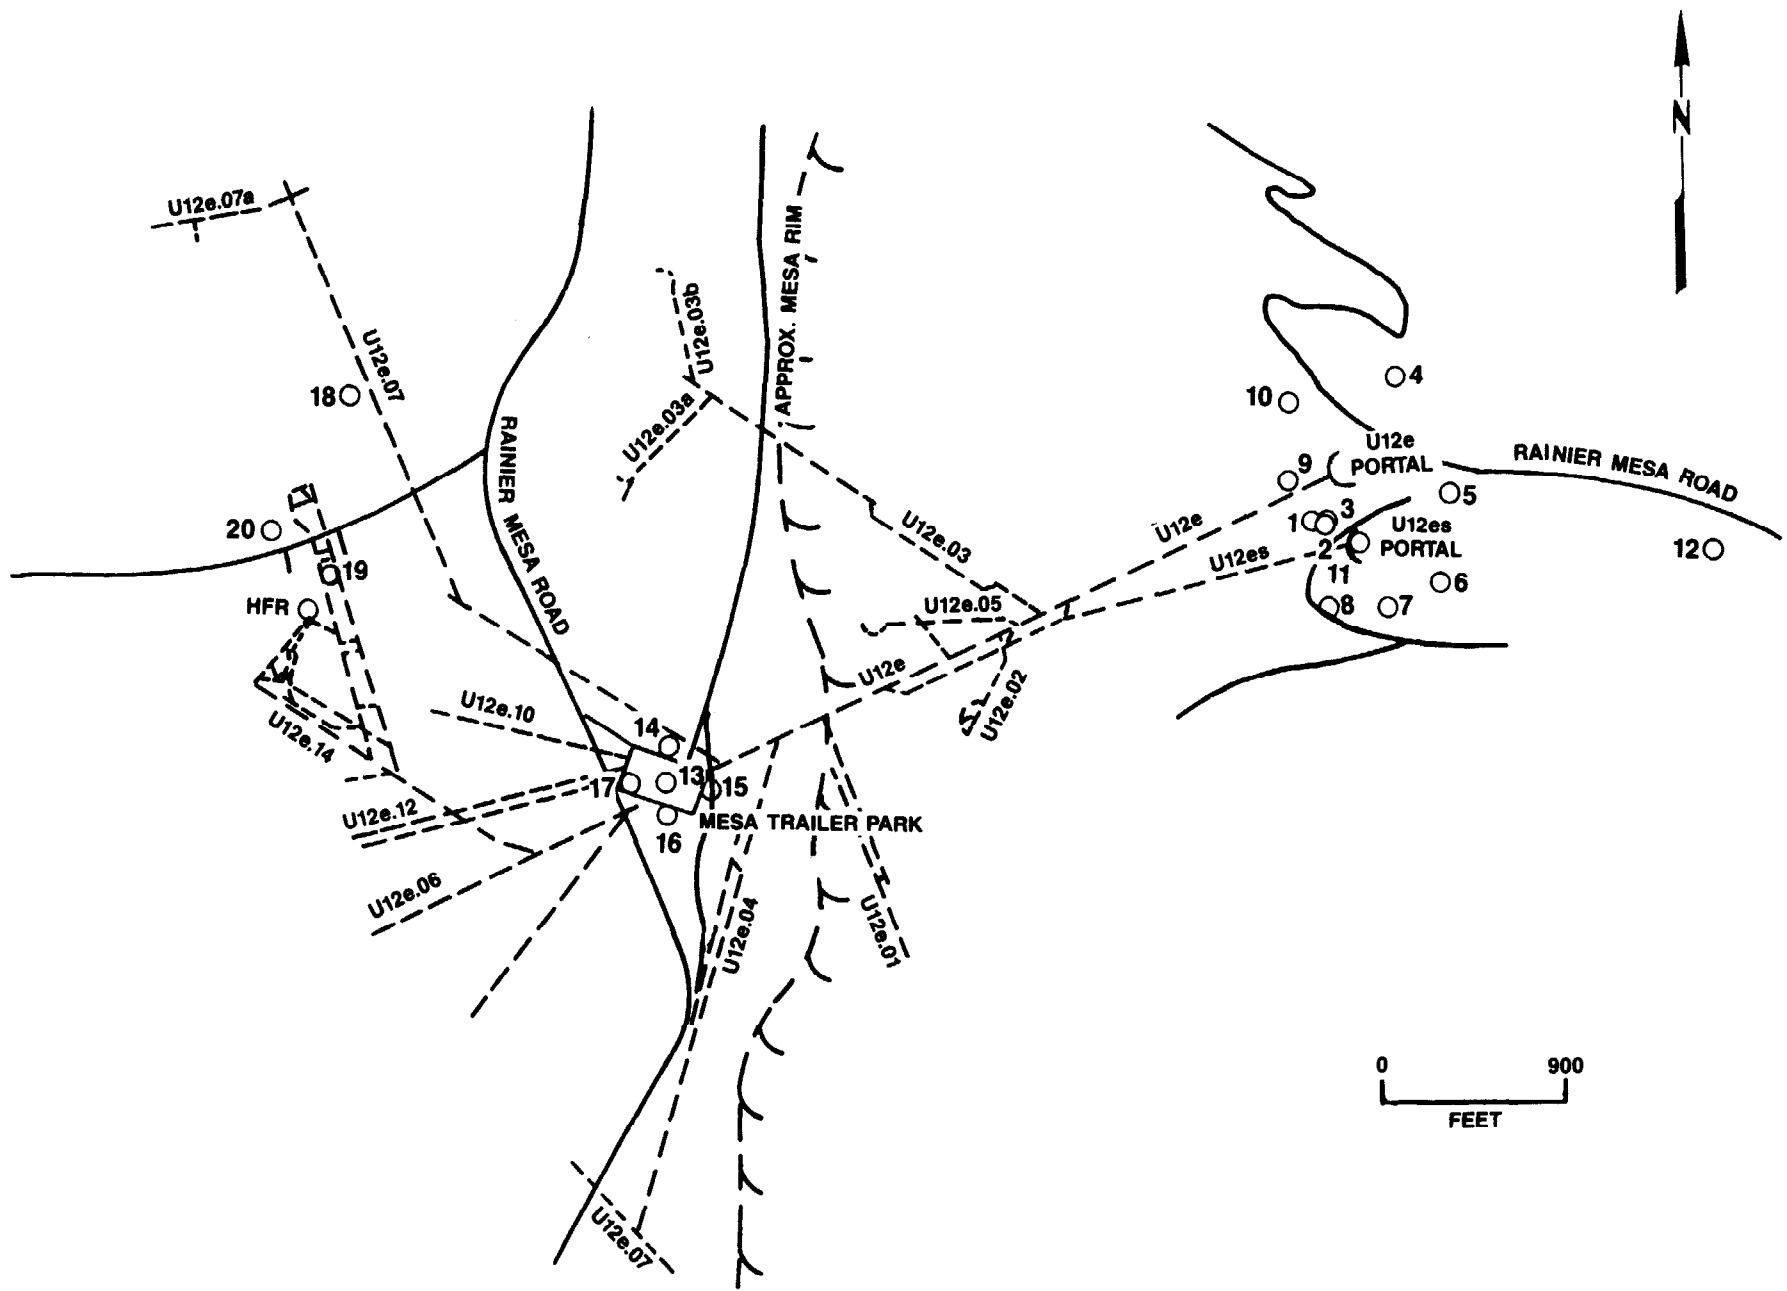 N
U12e.07a
APPROX. MESA RIM
U12e.03b
U12e.07
18
4
10
U12e.03a
RAINIER MESA ROAD
U12e
PORTAL
RAINIER MESA ROAD
9
5
20
1
3
U12e
U12es
PORTAL
U12e.03
2
12
U12es
19
11
6
HFR
U12e.05
8
7
U12e
U12e.02
U12e.10
14
U12e.14
17
13
15
U12e.12
MESA TRAILER PARK
16
U12e.06
U12e.04
U12e.01
0 900
FEET
U12e.07